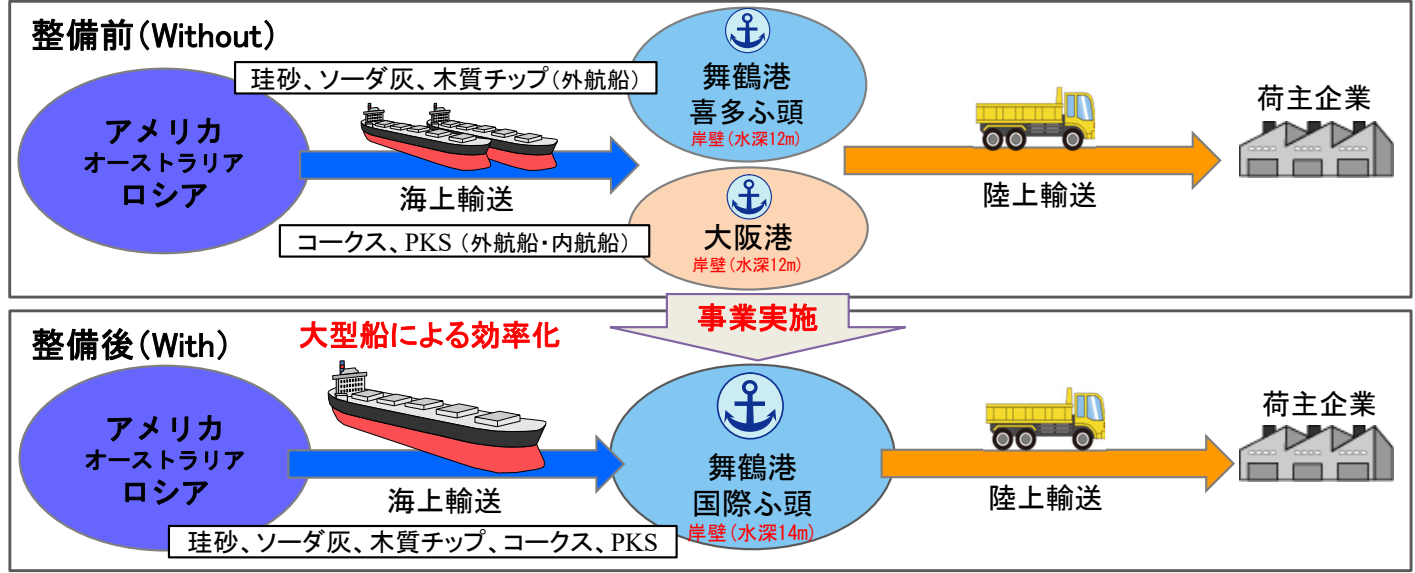 整備前(Without)
珪砂、ソーダ灰、木質チップ(外航船)
アメリカ
オーストラリア
ロシア
海上輸送
コークス、PKS(外航船・内航船)
舞鶴港
喜多ふ頭
岸壁(水深12m)
大阪港
岸壁(水深12m)
陸上輸送
荷主企業
事業実施
整備後(With)
大型船による効率化
アメリカ
オーストラリア
ロシア
海上輸送
珪砂、ソーダ灰、木質チップ、コークス、PKS
舞鶴港
国際ふ頭
岸壁(水深14m)
陸上輸送
荷主企業